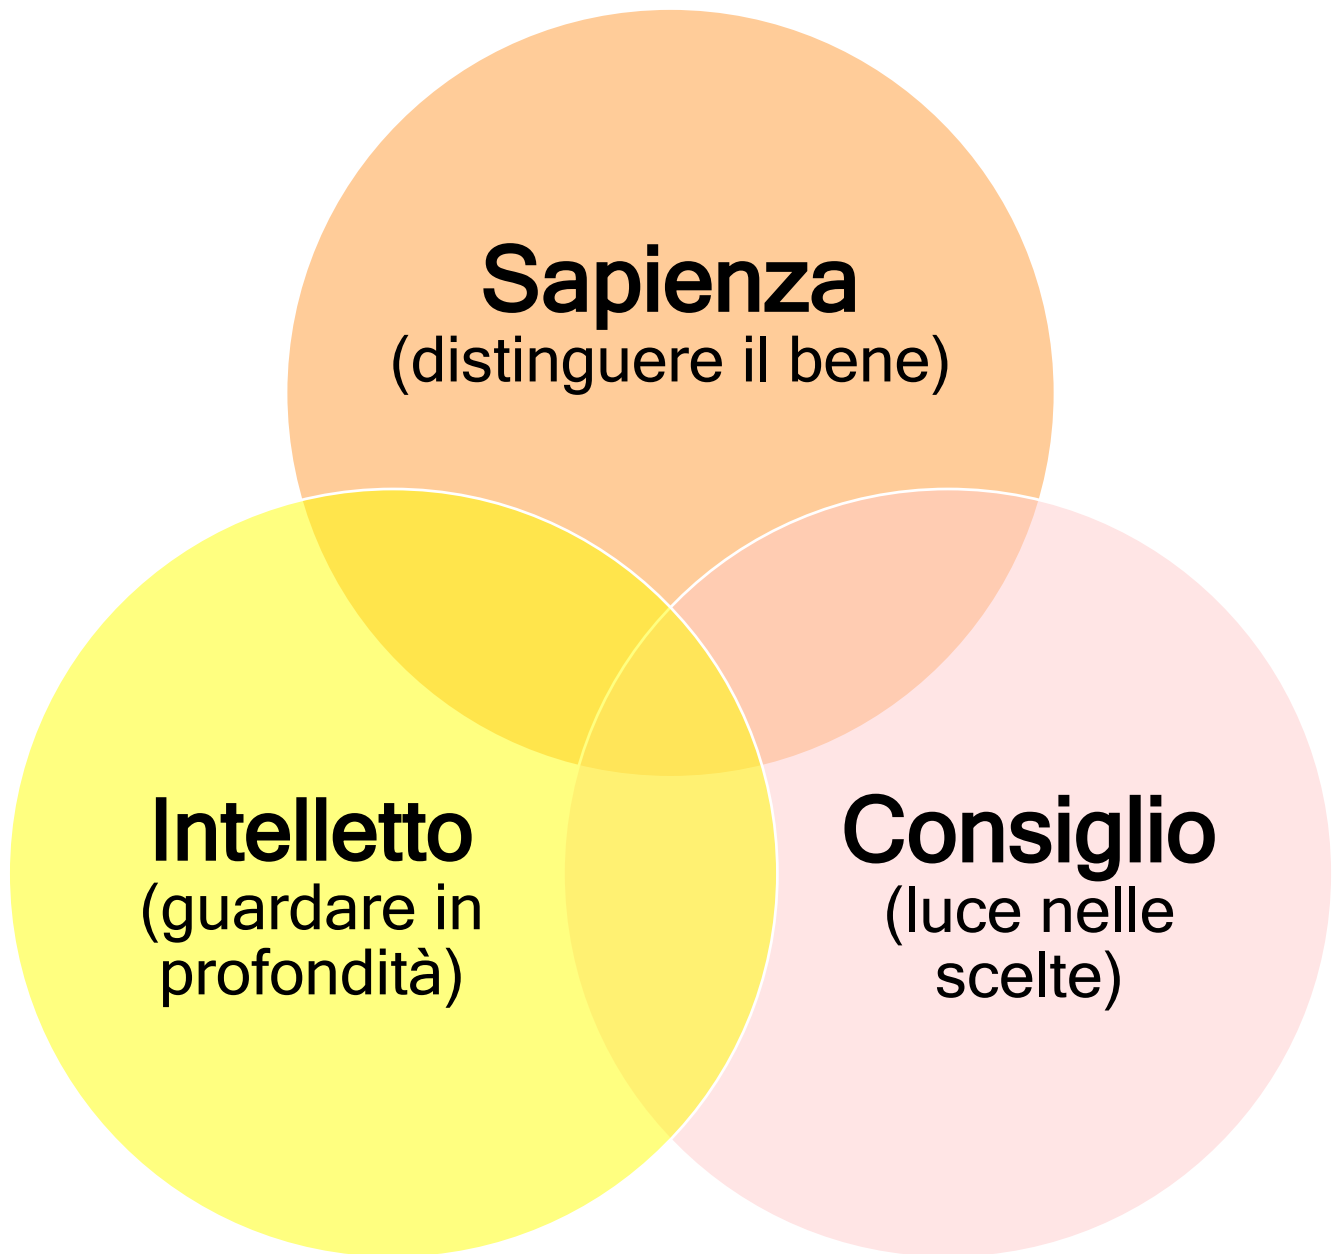 Sapienza
(distinguere il bene)
Intelletto
(guardare in
profondità)
Consiglio
(luce nelle
scelte)